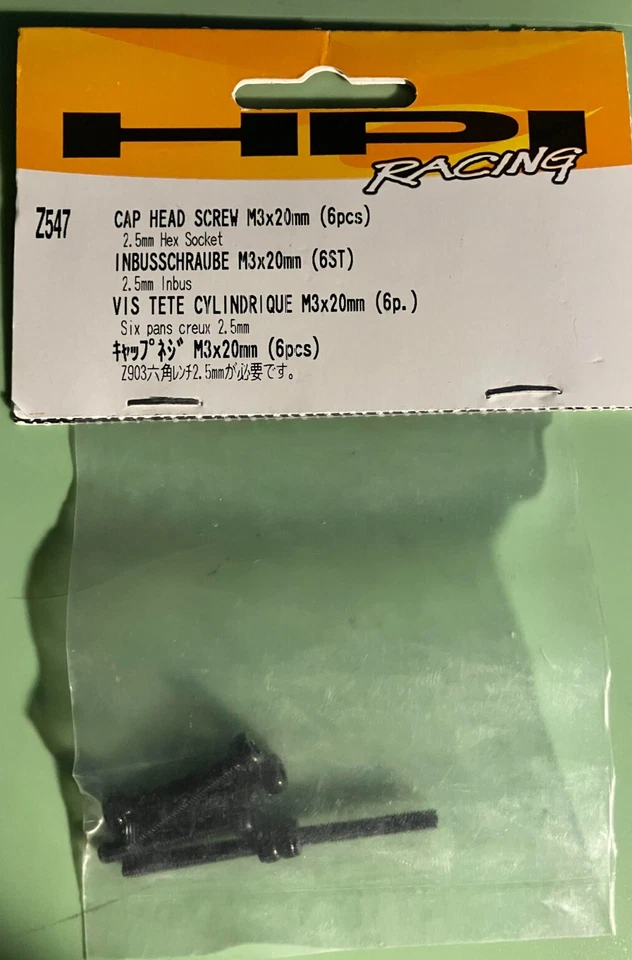 HPI
RACING
Z547
CAP HEAD SCREW M3x20mm (6pcs)
2.5mm Hex Socket
INBUSSCHRAUBE M3x20mm (6ST)
2.5mm Inbus
VIS TETE CYLINDRIQUE M3x20mm (6p.)
Six pans creux 2.5mm
ｷｬｯﾌﾟﾈｼﾞ M3x20mm (6pcs)
Z903六角ﾚﾝﾁ2.5mmが必要です。